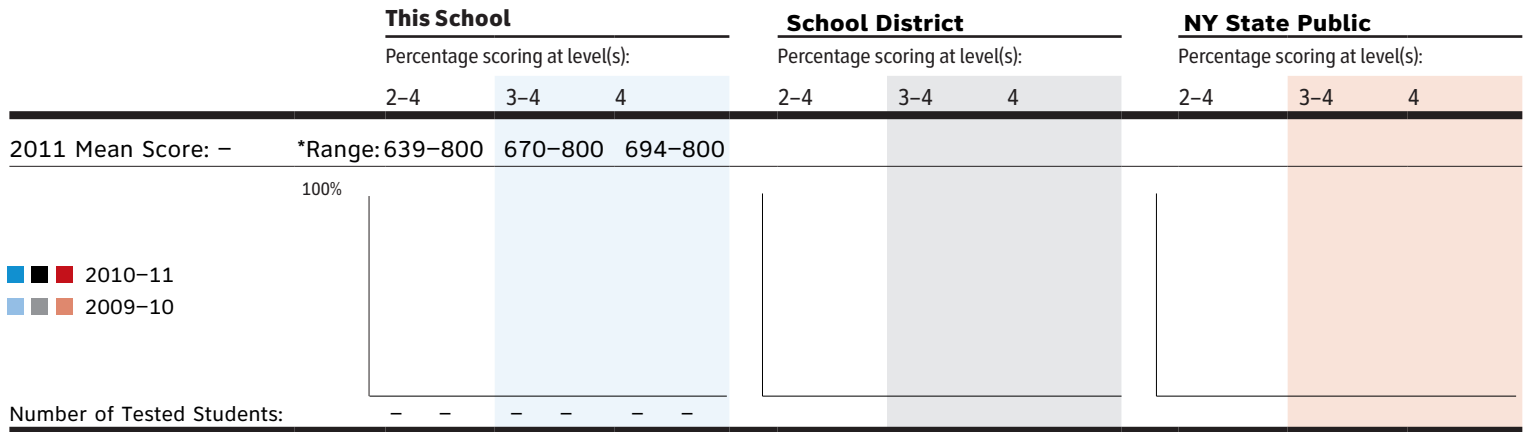 This School School District NY State Public
Percentage scoring at level(s): Percentage scoring at level(s): Percentage scoring at level(s):
2–4 3–4 4 2–4 3–4 4 2–4 3–4 4
2011 Mean Score: – *Range: 639–800 670–800 694–800
100%
2010–11
2009–10
Number of Tested Students: – – – – – –